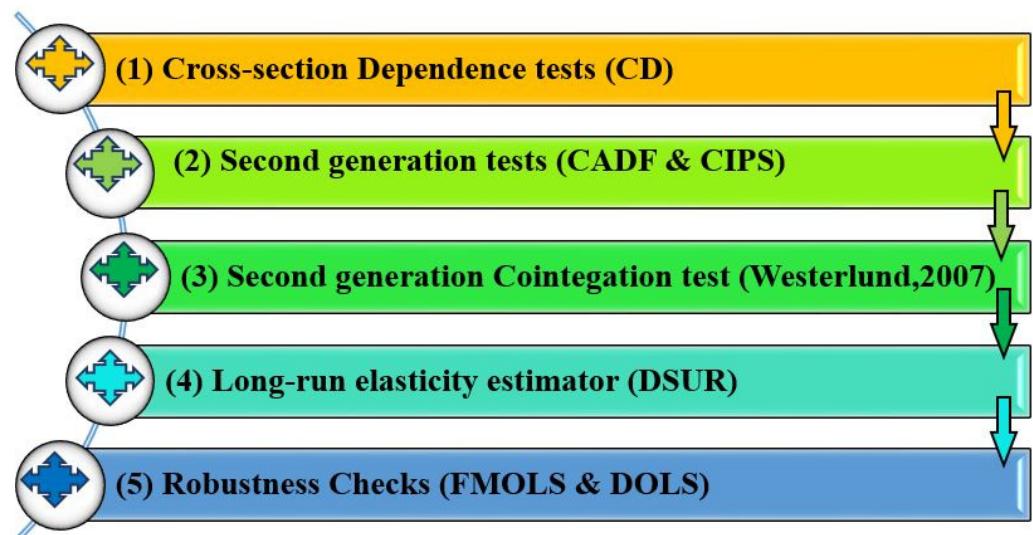 (1) Cross-section Dependence tests (CD)
(2) Second generation tests (CADF & CIPS)
(3) Second generation Cointegation test (Westerlund,2007)
(4) Long-run elasticity estimator (DSUR)
(5) Robustness Checks (FMOLS & DOLS)